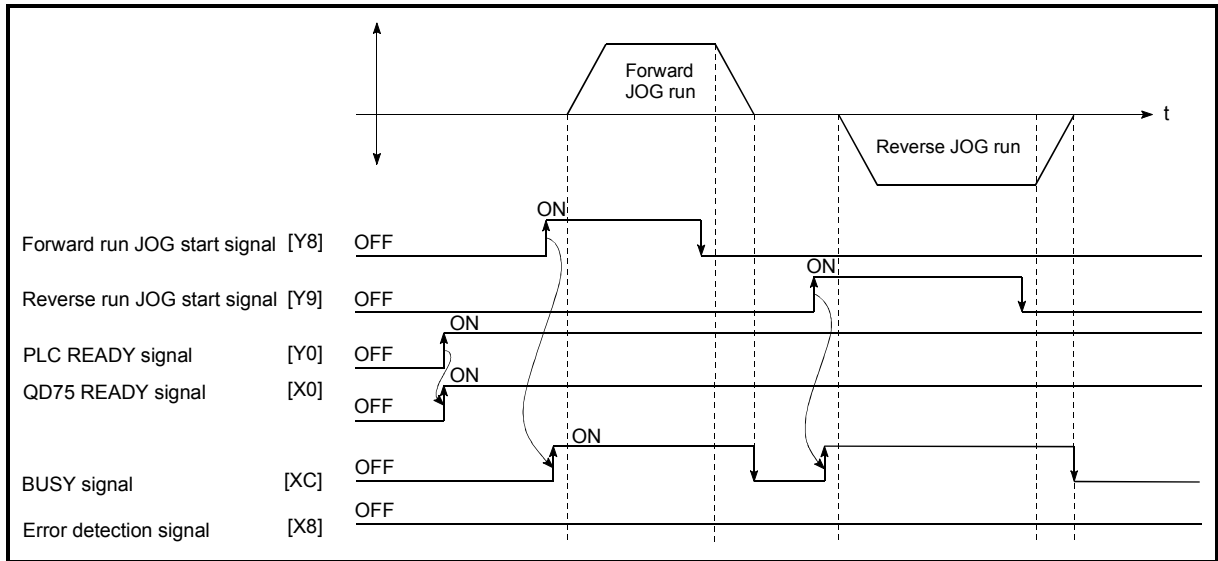 Forward
JOG run
t
Reverse JOG run
ON
Forward run JOG start signal [Y8] OFF
ON
Reverse run JOG start signal [Y9] OFF
ON
PLC READY signal [Y0] OFF
ON
QD75 READY signal [X0] OFF
ON
BUSY signal [XC] OFF
Error detection signal [X8] OFF